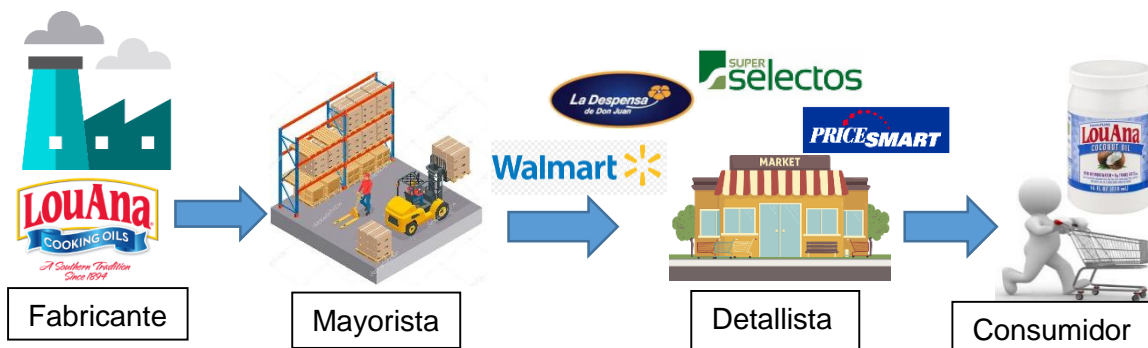 SUPER
selectos
La Despensa
de Don Juan
PRICESMART
Walmart
MARKET
LouAna
COCONUT OIL
LouAna
COOKING OILS
A Southern Tradition
Since 1894
Fabricante
Mayorista
Detallista
Consumidor